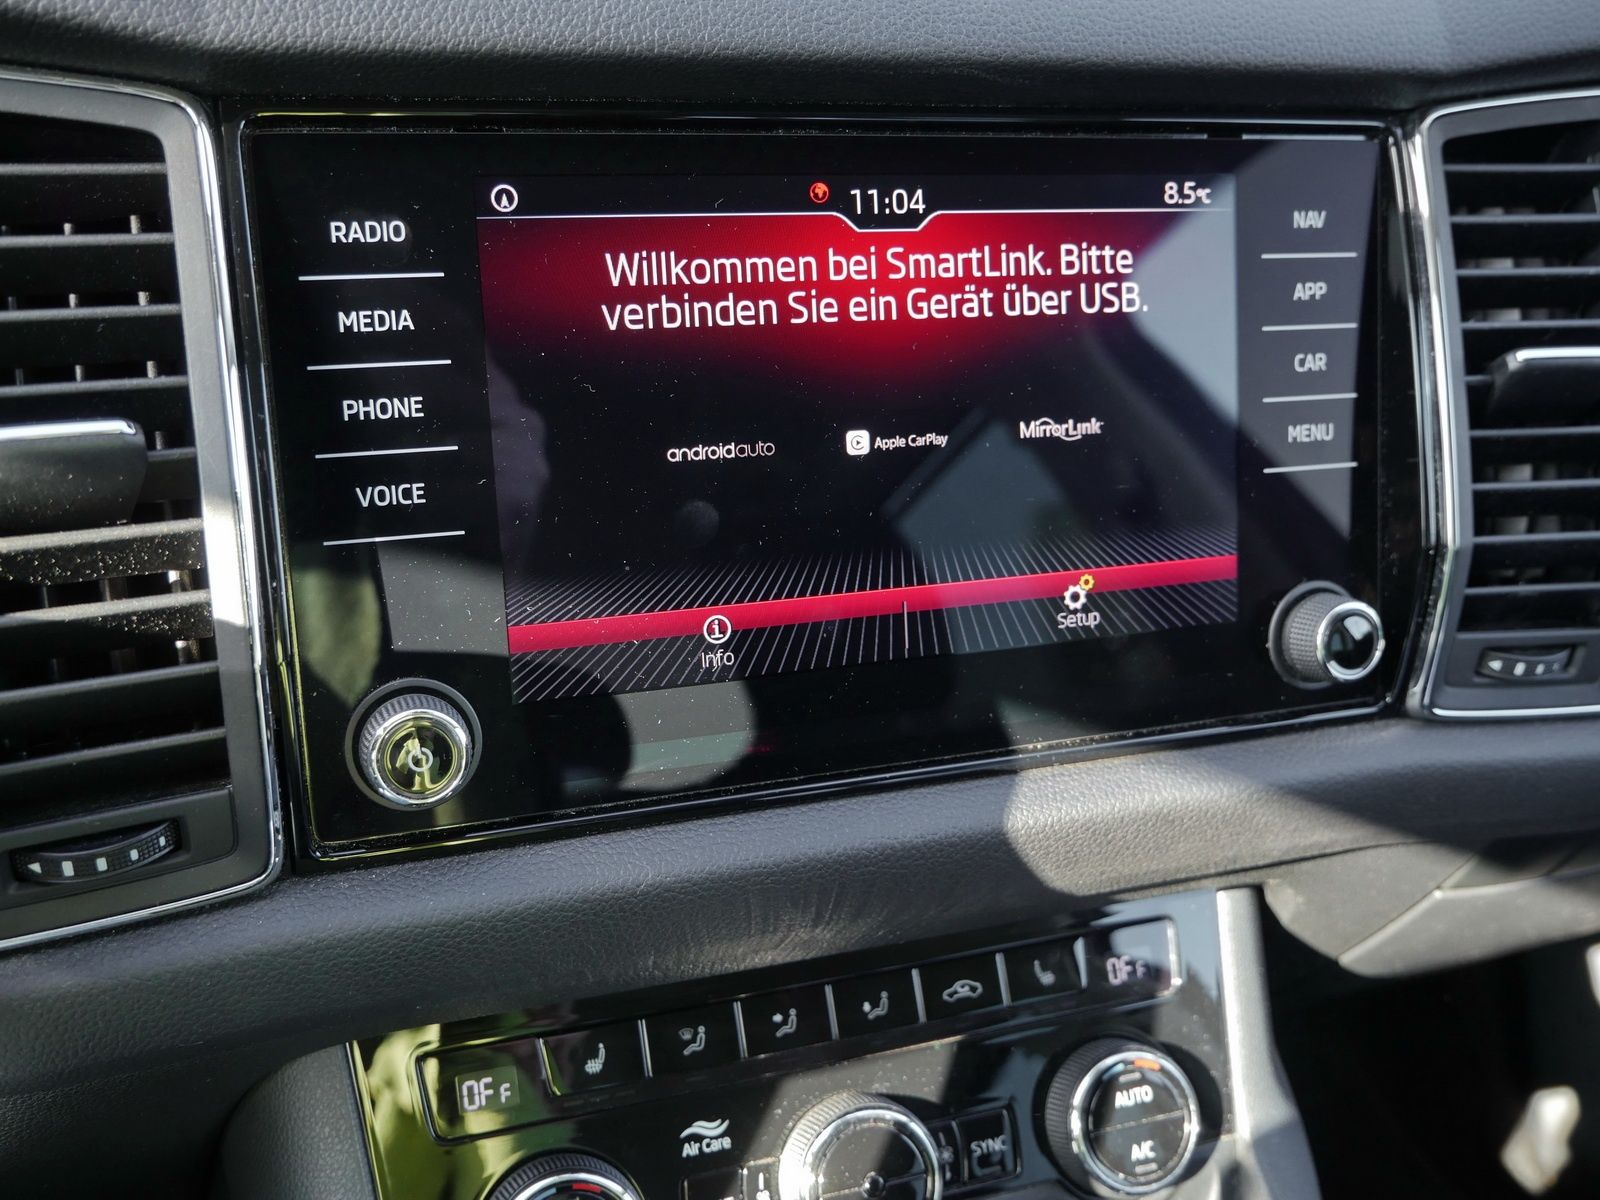 11:04
8.5°C
RADIO
MEDIA
PHONE
VOICE
Willkommen bei SmartLink. Bitte
verbinden Sie ein Gerät über USB.
androidauto
Apple CarPlay
MirrorLink
Info
Setup
NAV
APP
CAR
MENU
OFF
OFF
Air Care
SYNC
AUTO
A/C